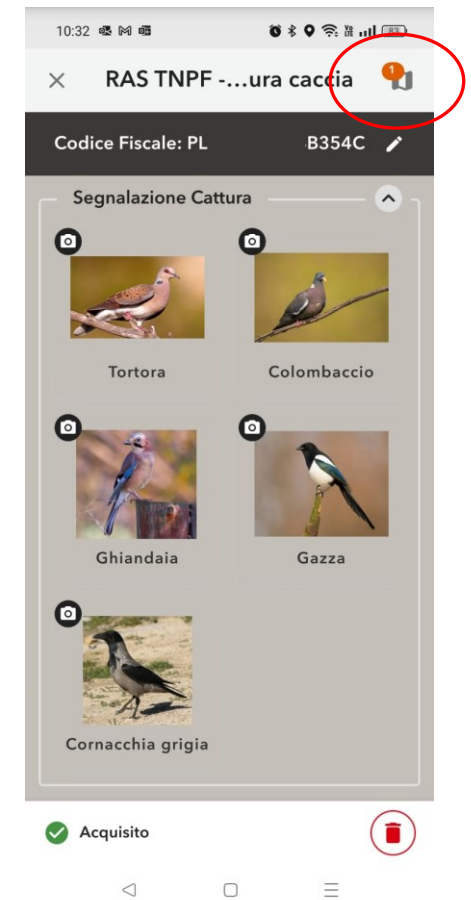 10:32
83
RAS TNPF -...ura caccia
1
Codice Fiscale: PL B354C
Segnalazione Cattura
Tortora
Colombaccio
Ghiandaia
Gazza
Cornacchia grigia
Acquisito